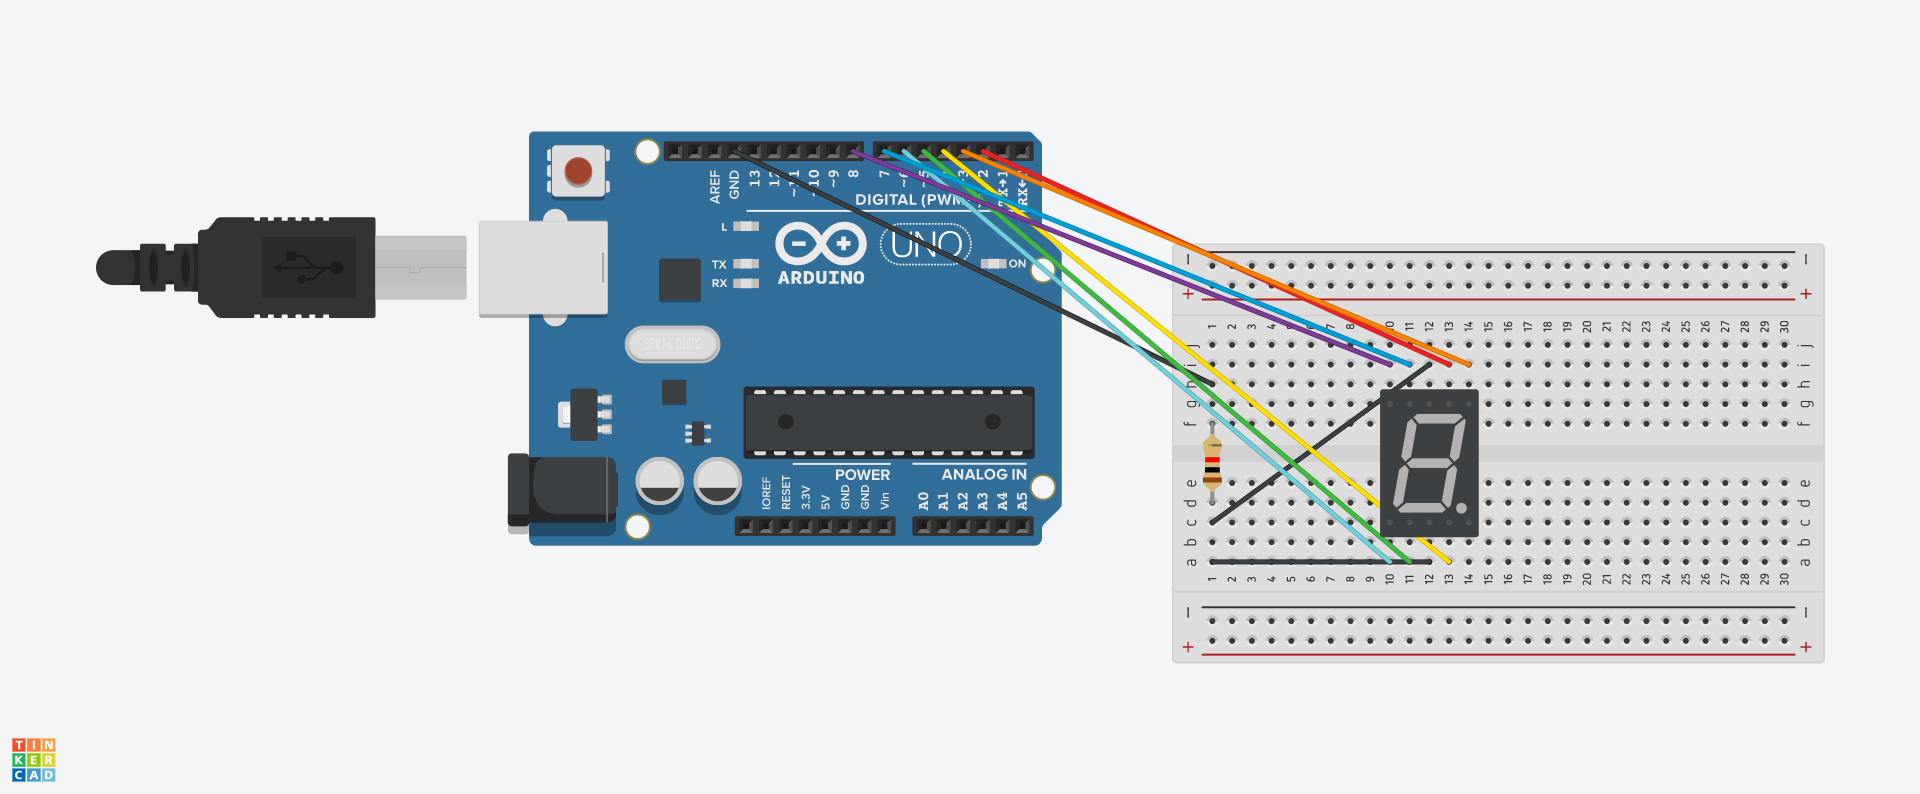 AREF
GND
13
12
~11
~10
~9
8
7
~6
~5
~3
2
TX→1
RX←
DIGITAL (PWM
L
TX
RX
UNO
ON
ARDUINO
SPK16.000G
POWER
ANALOG IN
IOREF
RESET
3.3V
5V
GND
GND
Vin
A0
A1
A2
A3
A4
A5
− −
+ +
1 2 3 4 5 6 7 8 10 11 12 13 14 15 16 17 18 19 20 21 22 23 24 25 26 27 28 29 30
j j
i i
h h
g g
f f
e e
d d
c c
b b
a a
1 2 3 4 5 6 7 8 9 10 11 12 13 14 15 16 17 18 19 20 21 22 23 24 25 26 27 28 29 30
− −
+ +
TIN
KER
CAD